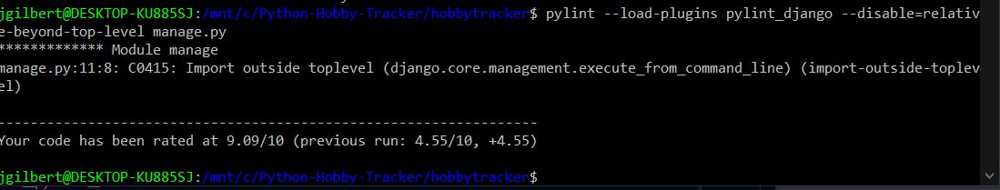 jgilbert@DESKTOP-KU885SJ:/mnt/c/Python-Hobby-Tracker/hobbytracker$ pylint --load-plugins pylint_django --disable=relativ
e-beyond-top-level manage.py
************* Module manage
manage.py:11:8: C0415: Import outside toplevel (django.core.management.execute_from_command_line) (import-outside-toplev
el)
------------------------------------------------------------------
Your code has been rated at 9.09/10 (previous run: 4.55/10, +4.55)
jgilbert@DESKTOP-KU885SJ:/mnt/c/Python-Hobby-Tracker/hobbytracker$